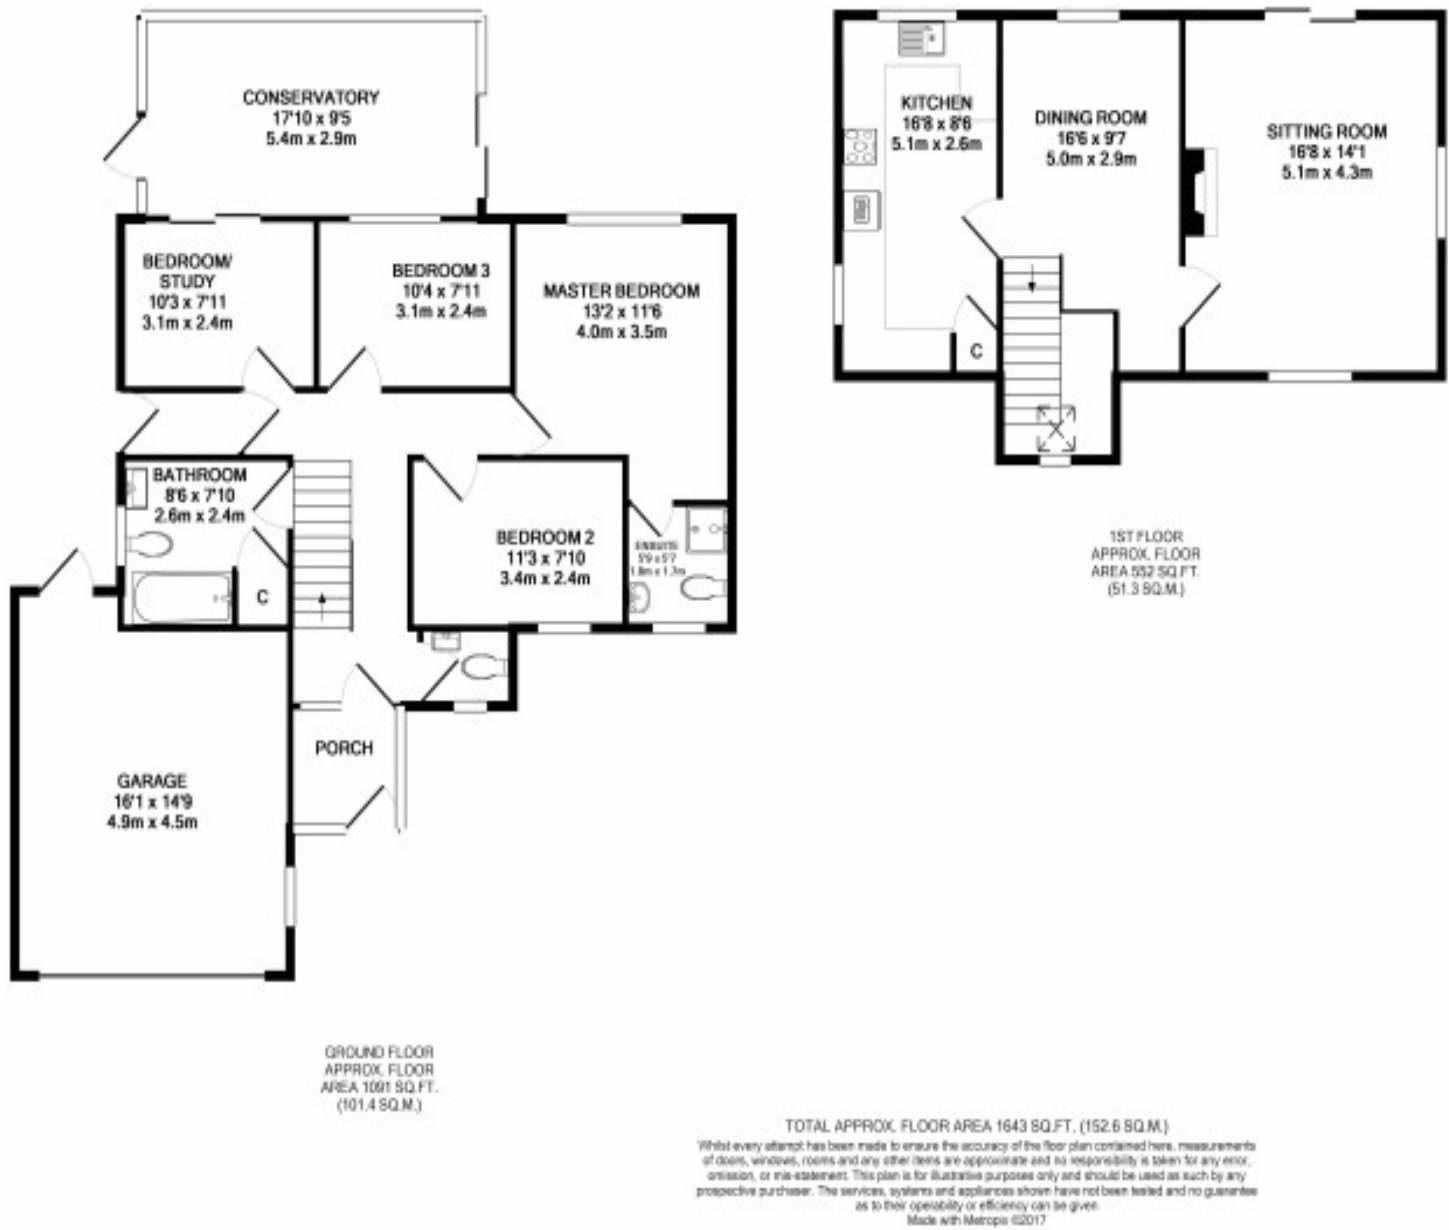 CONSERVATORY
17'10 x 9'5
5.4m x 2.9m
BEDROOM/
STUDY
10'3 x 7'11
3.1m x 2.4m
BEDROOM 3
10'4 x 7'11
3.1m x 2.4m
MASTER BEDROOM
13'2 x 11'6
4.0m x 3.5m
BATHROOM
8'6 x 7'10
2.6m x 2.4m
C
BEDROOM 2
11'3 x 7'10
3.4m x 2.4m
ENSUITE
5'9 x 5'7
1.8m x 1.7m
PORCH
GARAGE
16'1 x 14'9
4.9m x 4.5m
GROUND FLOOR
APPROX. FLOOR
AREA 1091 SQ.FT.
(101.4 SQ.M.)
KITCHEN
16'8 x 8'6
5.1m x 2.6m
DINING ROOM
16'6 x 9'7
5.0m x 2.9m
SITTING ROOM
16'8 x 14'1
5.1m x 4.3m
C
1ST FLOOR
APPROX. FLOOR
AREA 552 SQ.FT.
(51.3 SQ.M.)
TOTAL APPROX. FLOOR AREA 1643 SQ.FT. (152.6 SQ.M.)
Whilst every attempt has been made to ensure the accuracy of the floor plan contained here, measurements
of doors, windows, rooms and any other items are approximate and no responsibility is taken for any error,
omission, or mis-statement. This plan is for illustrative purposes only and should be used as such by any
prospective purchaser. The services, systems and appliances shown have not been tested and no guarantee
as to their operability or efficiency can be given
Made with Metropix ©2017